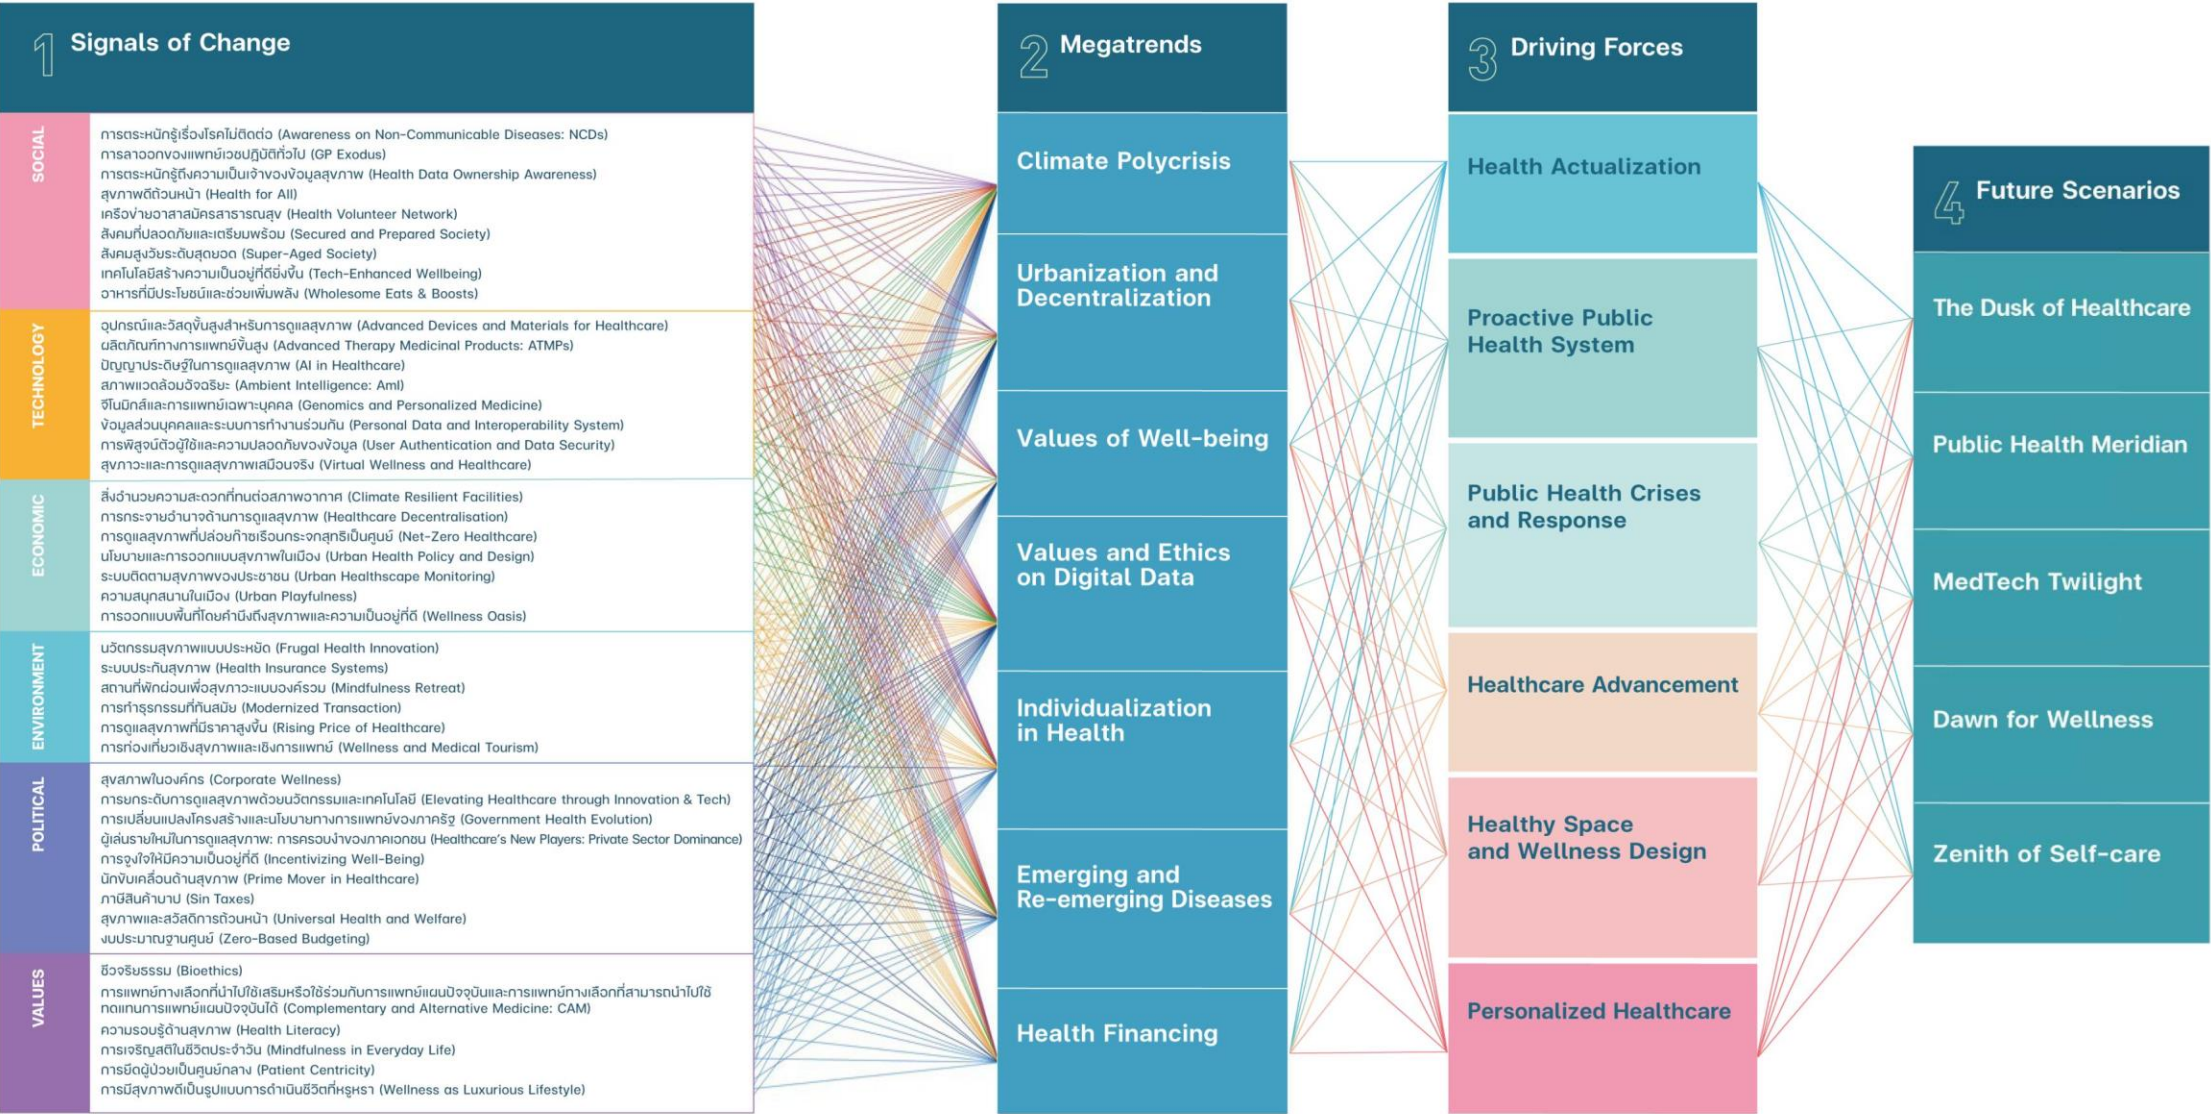 1 Signals of Change
SOCIAL
การตระหนักรู้เรื่องโรคไม่ติดต่อ (Awareness on Non-Communicable Diseases: NCDs)
การลาออกของแพทย์เวชปฏิบัติทั่วไป (GP Exodus)
การตระหนักรู้ถึงความเป็นเจ้าของข้อมูลสุขภาพ (Health Data Ownership Awareness)
สุขภาพดีถ้วนหน้า (Health for All)
เครือข่ายอาสาสมัครสาธารณสุข (Health Volunteer Network)
สังคมที่ปลอดภัยและเตรียมพร้อม (Secured and Prepared Society)
สังคมสูงวัยระดับสุดยอด (Super-Aged Society)
เทคโนโลยีสร้างความเป็นอยู่ที่ดียิ่งขึ้น (Tech-Enhanced Wellbeing)
อาหารที่มีประโยชน์และช่วยเพิ่มพลัง (Wholesome Eats & Boosts)
TECHNOLOGY
อุปกรณ์และวัสดุขั้นสูงสำหรับการดูแลสุขภาพ (Advanced Devices and Materials for Healthcare)
ผลิตภัณฑ์ทางการแพทย์ขั้นสูง (Advanced Therapy Medicinal Products: ATMPs)
ปัญญาประดิษฐ์ในการดูแลสุขภาพ (AI in Healthcare)
สภาพแวดล้อมอัจฉริยะ (Ambient Intelligence: AmI)
จีโนมิกส์และการแพทย์เฉพาะบุคคล (Genomics and Personalized Medicine)
ข้อมูลส่วนบุคคลและระบบการทำงานร่วมกัน (Personal Data and Interoperability System)
การพิสูจน์ตัวผู้ใช้และความปลอดภัยของข้อมูล (User Authentication and Data Security)
สุขภาวะและการดูแลสุขภาพเสมือนจริง (Virtual Wellness and Healthcare)
ECONOMIC
สิ่งอำนวยความสะดวกที่ทนต่อสภาพอากาศ (Climate Resilient Facilities)
การกระจายอำนาจด้านการดูแลสุขภาพ (Healthcare Decentralisation)
การดูแลสุขภาพที่ปล่อยก๊าซเรือนกระจกสุทธิเป็นศูนย์ (Net-Zero Healthcare)
นโยบายและการออกแบบสุขภาพในเมือง (Urban Health Policy and Design)
ระบบติดตามสุขภาพของประชาชน (Urban Healthscape Monitoring)
ความสนุกสนานในเมือง (Urban Playfulness)
การออกแบบพื้นที่โดยคำนึงถึงสุขภาพและความเป็นอยู่ที่ดี (Wellness Oasis)
ENVIRONMENT
นวัตกรรมสุขภาพแบบประหยัด (Frugal Health Innovation)
ระบบประกันสุขภาพ (Health Insurance Systems)
สถานที่พักผ่อนเพื่อสุขภาวะแบบองค์รวม (Mindfulness Retreat)
การทำธุรกรรมที่ทันสมัย (Modernized Transaction)
การดูแลสุขภาพที่มีราคาสูงขึ้น (Rising Price of Healthcare)
การท่องเที่ยวเชิงสุขภาพและเชิงการแพทย์ (Wellness and Medical Tourism)
POLITICAL
สุขสภาพในองค์กร (Corporate Wellness)
การยกระดับการดูแลสุขภาพด้วยนวัตกรรมและเทคโนโลยี (Elevating Healthcare through Innovation & Tech)
การเปลี่ยนแปลงโครงสร้างและนโยบายทางการแพทย์ของภาครัฐ (Government Health Evolution)
ผู้เล่นรายใหม่ในการดูแลสุขภาพ: การครอบงำของภาคเอกชน (Healthcare's New Players: Private Sector Dominance)
การจูงใจให้มีความเป็นอยู่ที่ดี (Incentivizing Well-Being)
นักขับเคลื่อนด้านสุขภาพ (Prime Mover in Healthcare)
ภาษีสินค้าบาป (Sin Taxes)
สุขภาพและสวัสดิการถ้วนหน้า (Universal Health and Welfare)
งบประมาณฐานศูนย์ (Zero-Based Budgeting)
VALUES
ชีวจริยธรรม (Bioethics)
การแพทย์ทางเลือกที่นำไปใช้เสริมหรือใช้ร่วมกับการแพทย์แผนปัจจุบันและการแพทย์ทางเลือกที่สามารถนำไปใช้
ทดแทนการแพทย์แผนปัจจุบันได้ (Complementary and Alternative Medicine: CAM)
ความรอบรู้ด้านสุขภาพ (Health Literacy)
การเจริญสติในชีวิตประจำวัน (Mindfulness in Everyday Life)
การยึดผู้ป่วยเป็นศูนย์กลาง (Patient Centricity)
การมีสุขภาพดีเป็นรูปแบบการดำเนินชีวิตที่หรูหรา (Wellness as Luxurious Lifestyle)
2 Megatrends
Climate Polycrisis
Urbanization and
Decentralization
Values of Well-being
Values and Ethics
on Digital Data
Individualization
in Health
Emerging and
Re-emerging Diseases
Health Financing
3 Driving Forces
Health Actualization
Proactive Public
Health System
Public Health Crises
and Response
Healthcare Advancement
Healthy Space
and Wellness Design
Personalized Healthcare
4 Future Scenarios
The Dusk of Healthcare
Public Health Meridian
MedTech Twilight
Dawn for Wellness
Zenith of Self-care